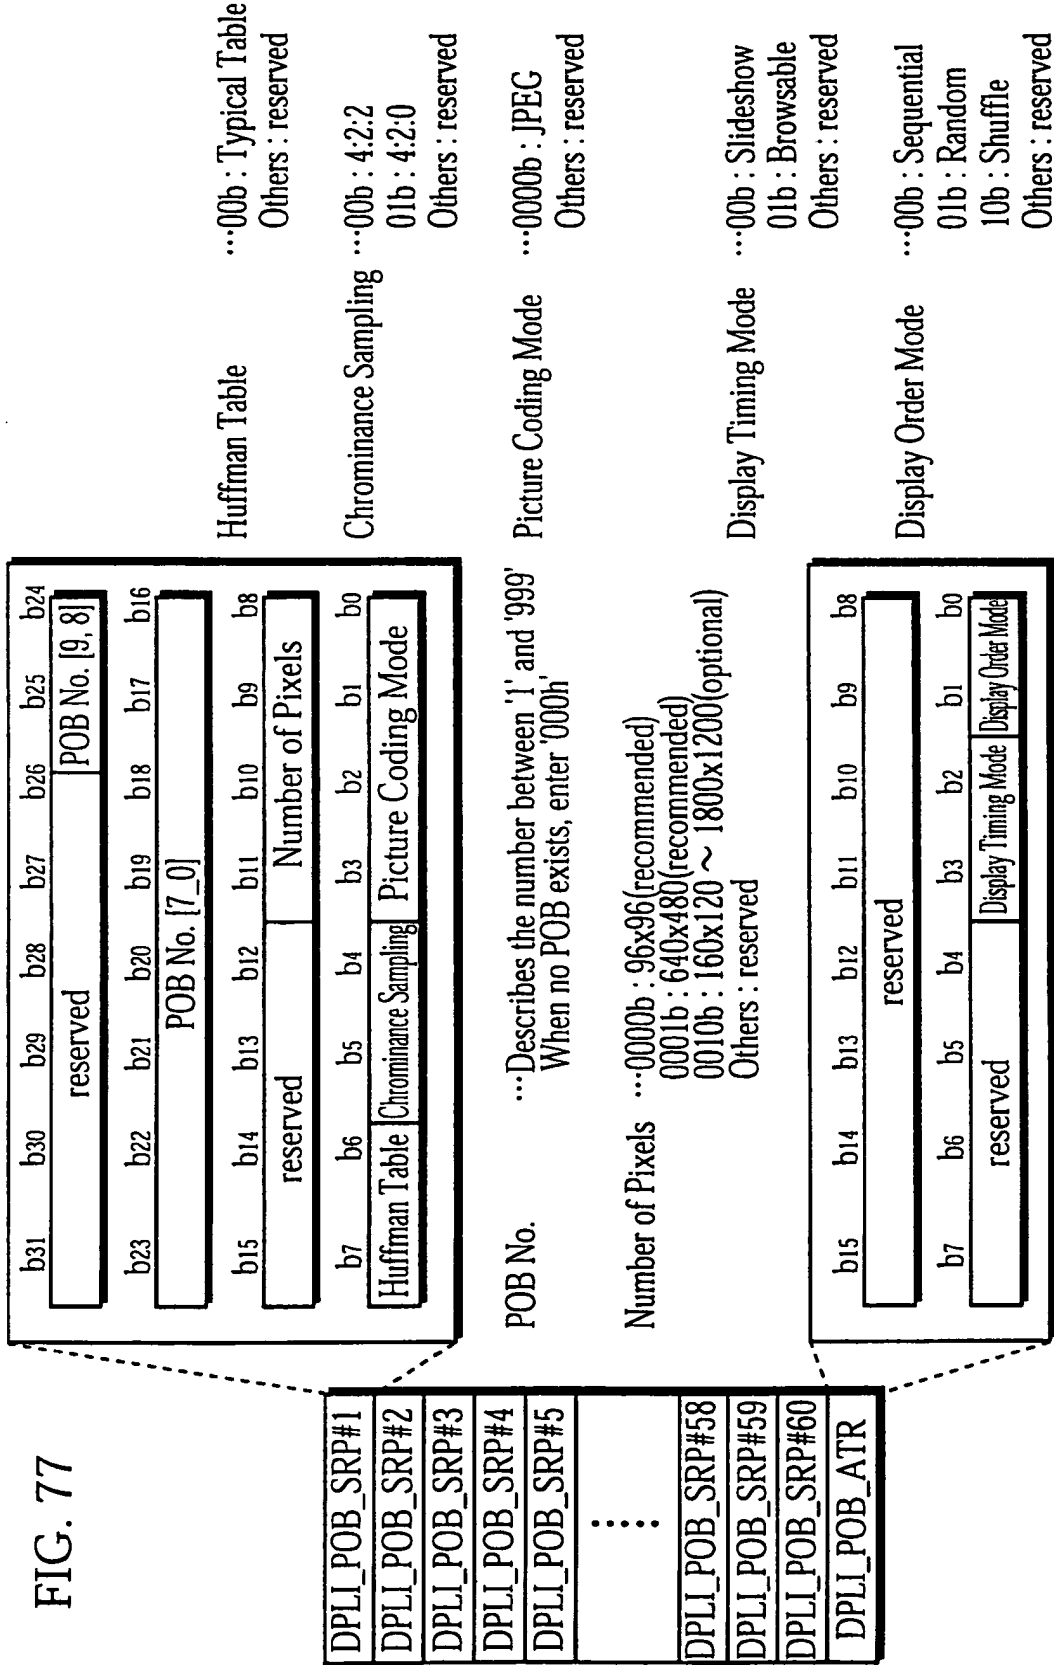 FIG. 77
DPLI_POB_SRP#1
DPLI_POB_SRP#2
DPLI_POB_SRP#3
DPLI_POB_SRP#4
DPLI_POB_SRP#5
.....
DPLI_POB_SRP#58
DPLI_POB_SRP#59
DPLI_POB_SRP#60
DPLI_POB_ATR
b31 b30 b29 b28 b27 b26 b25 b24
reserved POB No. [9, 8]
b23 b22 b21 b20 b19 b18 b17 b16
POB No. [7_0]
b15 b14 b13 b12 b11 b10 b9 b8
reserved Number of Pixels
b7 b6 b5 b4 b3 b2 b1 b0
Huffman Table Chrominance Sampling Picture Coding Mode
POB No. ...Describes the number between '1' and '999'
When no POB exists, enter '000h'
Number of Pixels ...0000b : 96x96(recommended)
0001b : 640x480(recommended)
0010b : 160x120 ~ 1800x1200(optional)
Others : reserved
b15 b14 b13 b12 b11 b10 b9 b8
reserved
b7 b6 b5 b4 b3 b2 b1 b0
reserved Display Timing Mode Display Order Mode
Huffman Table ...00b : Typical Table
Others : reserved
Chrominance Sampling ...00b : 4:2:2
01b : 4:2:0
Others : reserved
Picture Coding Mode ...0000b : JPEG
Others : reserved
Display Timing Mode ...00b : Slideshow
01b : Browsable
Others : reserved
Display Order Mode ...00b : Sequential
01b : Random
10b : Shuffle
Others : reserved